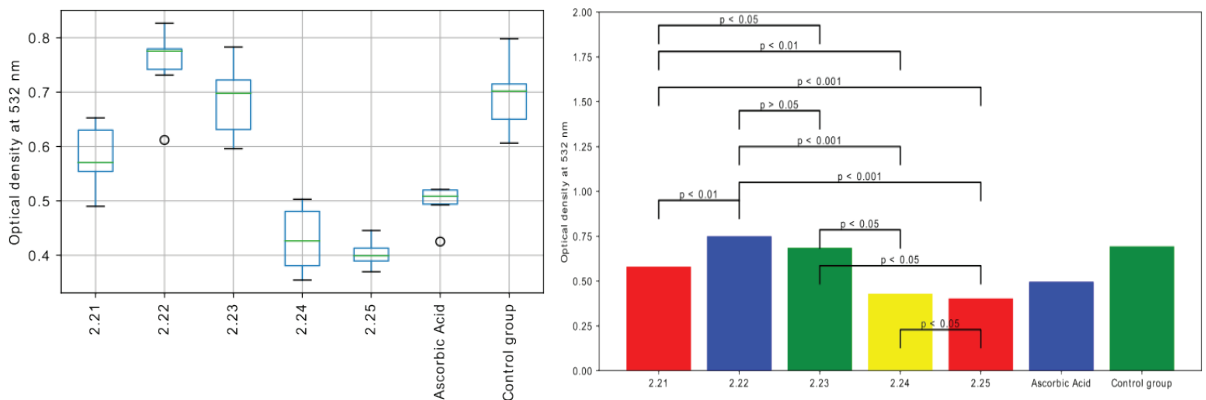 Optical density at 532 nm
0.8
0.7
0.6
0.5
0.4
2.21
2.22
2.23
2.24
2.25
Ascorbic Acid
Control group
Optical density at 532 nm
2.00
1.75
1.50
1.25
1.00
0.75
0.50
0.25
0.00
p < 0.05
p < 0.01
p < 0.001
p > 0.05
p < 0.001
p < 0.001
p < 0.01
p < 0.05
p < 0.05
p < 0.05
2.21
2.22
2.23
2.24
2.25
Ascorbic Acid
Control group